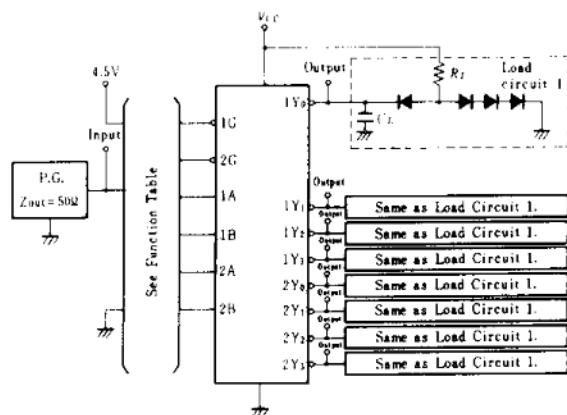 Vcc
4.5V
Input
P.G.
Zout = 50Ω
See Function Table
1G
2G
1A
1B
2A
2B
Output
1Y0
RL
CL
Load
circuit 1
Output
1Y1
Same as Load Circuit 1.
Output
1Y2
Same as Load Circuit 1.
Output
1Y3
Same as Load Circuit 1.
Output
2Y0
Same as Load Circuit 1.
Output
2Y1
Same as Load Circuit 1.
Output
2Y2
Same as Load Circuit 1.
Output
2Y3
Same as Load Circuit 1.